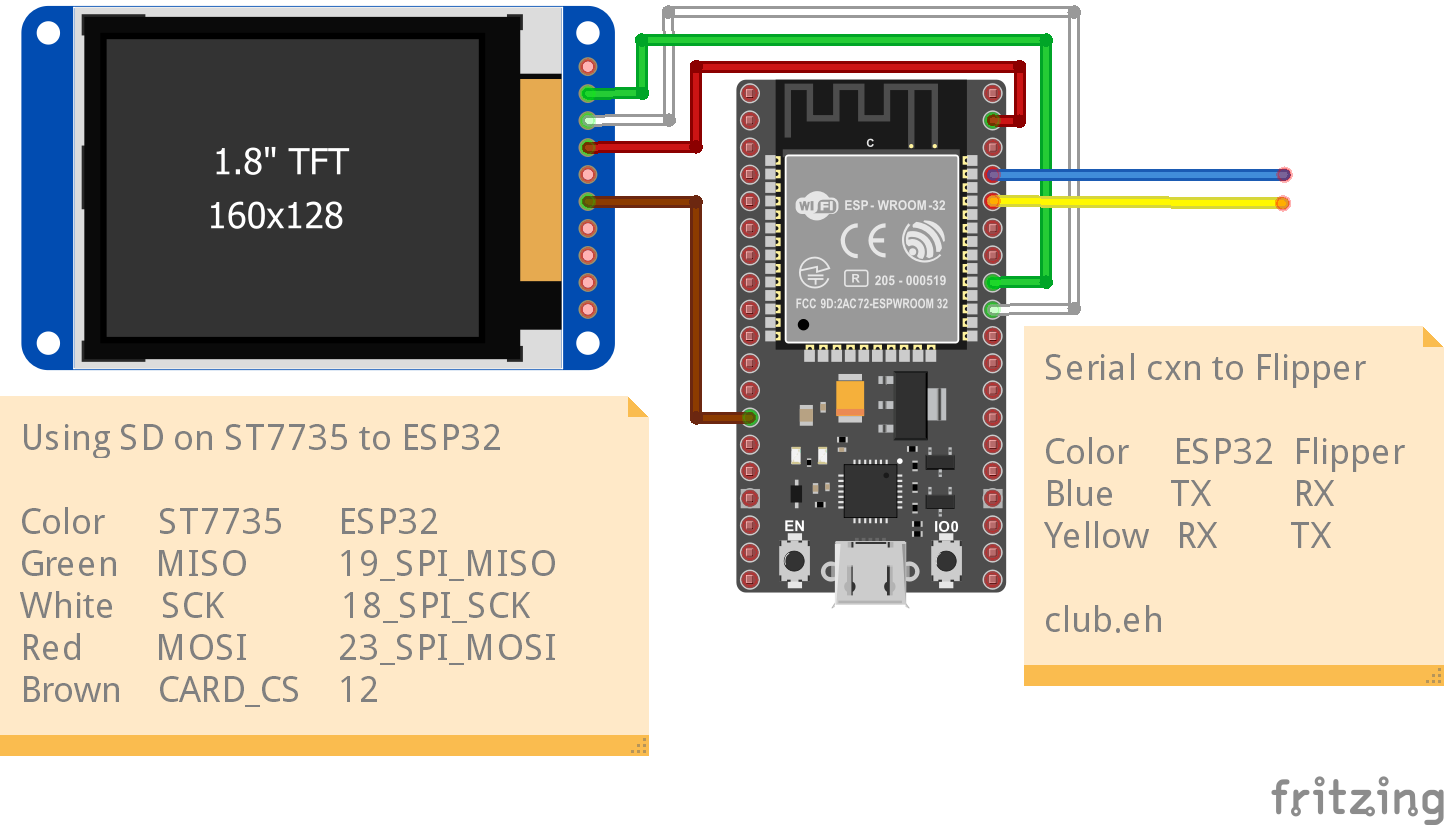 1.8" TFT
160x128
C
WiFi
ESP - WROOM-32
CE
R 205 - 000519
FCC 9D:2AC72-ESPWROOM 32
EN
IO0
Using SD on ST7735 to ESP32
Color ST7735 ESP32
Green MISO 19_SPI_MISO
White SCK 18_SPI_SCK
Red MOSI 23_SPI_MOSI
Brown CARD_CS 12
Serial cxn to Flipper
Color ESP32 Flipper
Blue TX RX
Yellow RX TX
club.eh
fritzing